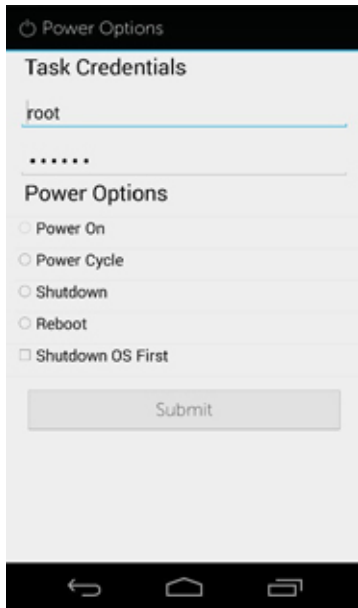 Power Options
Task Credentials
root
••••••
Power Options
Power On
Power Cycle
Shutdown
Reboot
Shutdown OS First
Submit